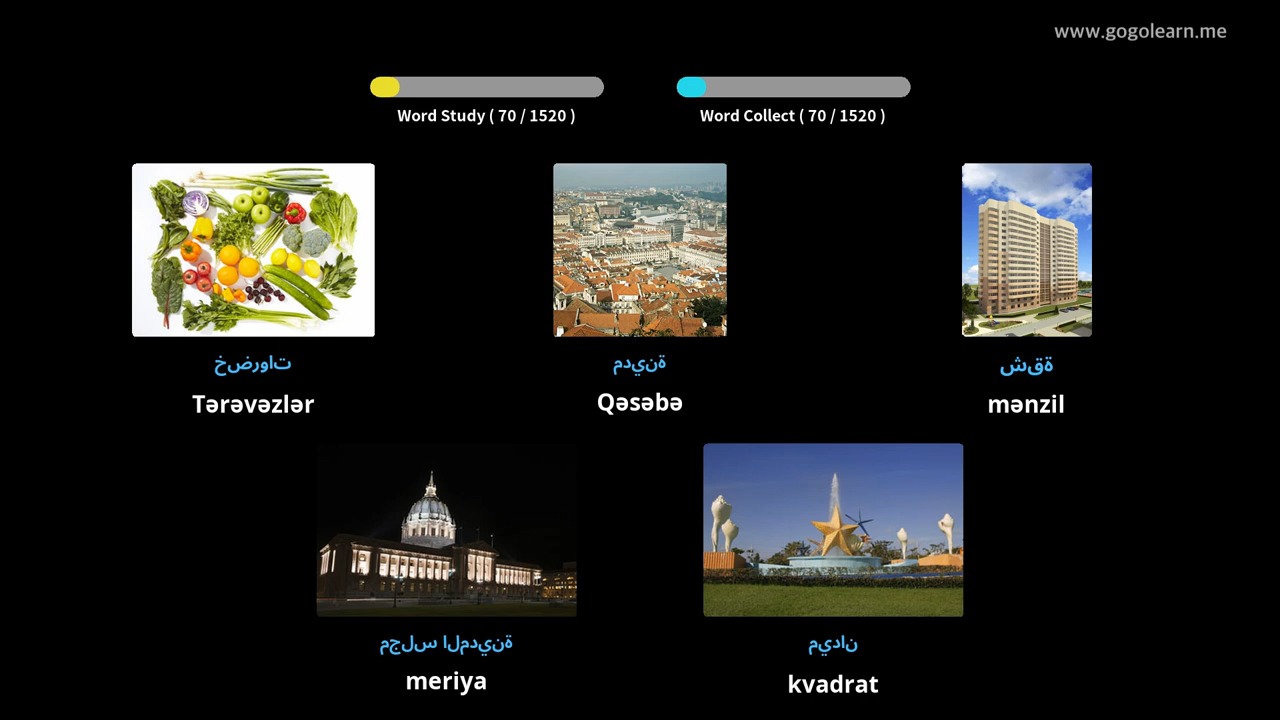 www.gogolearn.me
Word Study ( 70 / 1520 )
Word Collect ( 70 / 1520 )
خضروات
Tərəvəzlər
مدينة
Qəsəbə
شقة
mənzil
مجلس المدينة
meriya
ميدان
kvadrat